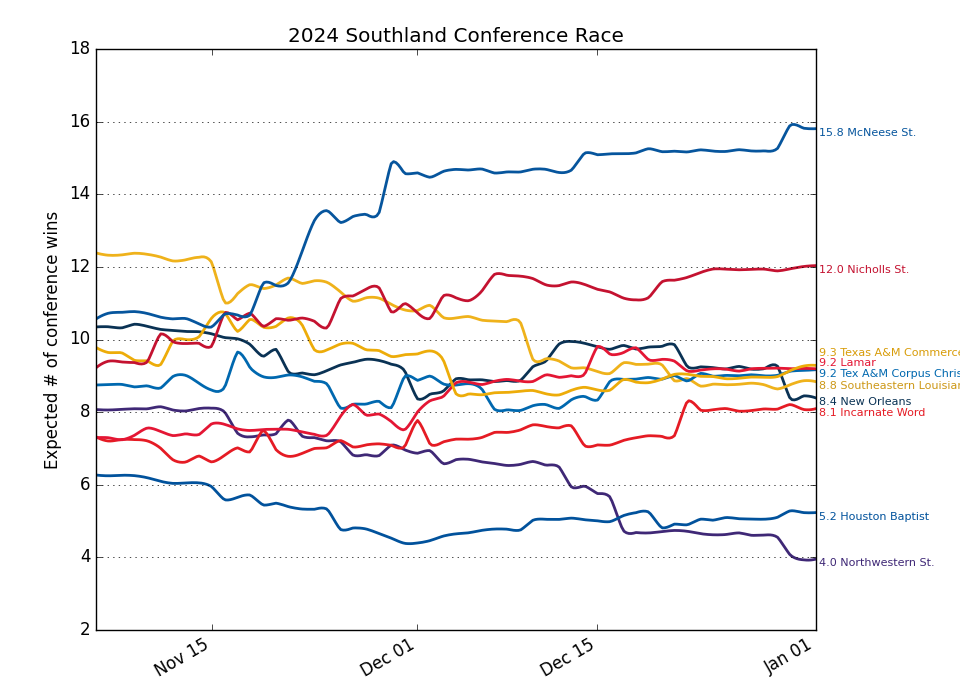 2024 Southland Conference Race
Expected # of conference wins
18
16
14
12
10
8
6
4
2
Nov 15
Dec 01
Dec 15
Jan 01
15.8 McNeese St.
12.0 Nicholls St.
9.3 Texas A&M Commerce
9.2 Lamar
9.2 Tex A&M Corpus Chris
8.8 Southeastern Louisian
8.4 New Orleans
8.1 Incarnate Word
5.2 Houston Baptist
4.0 Northwestern St.